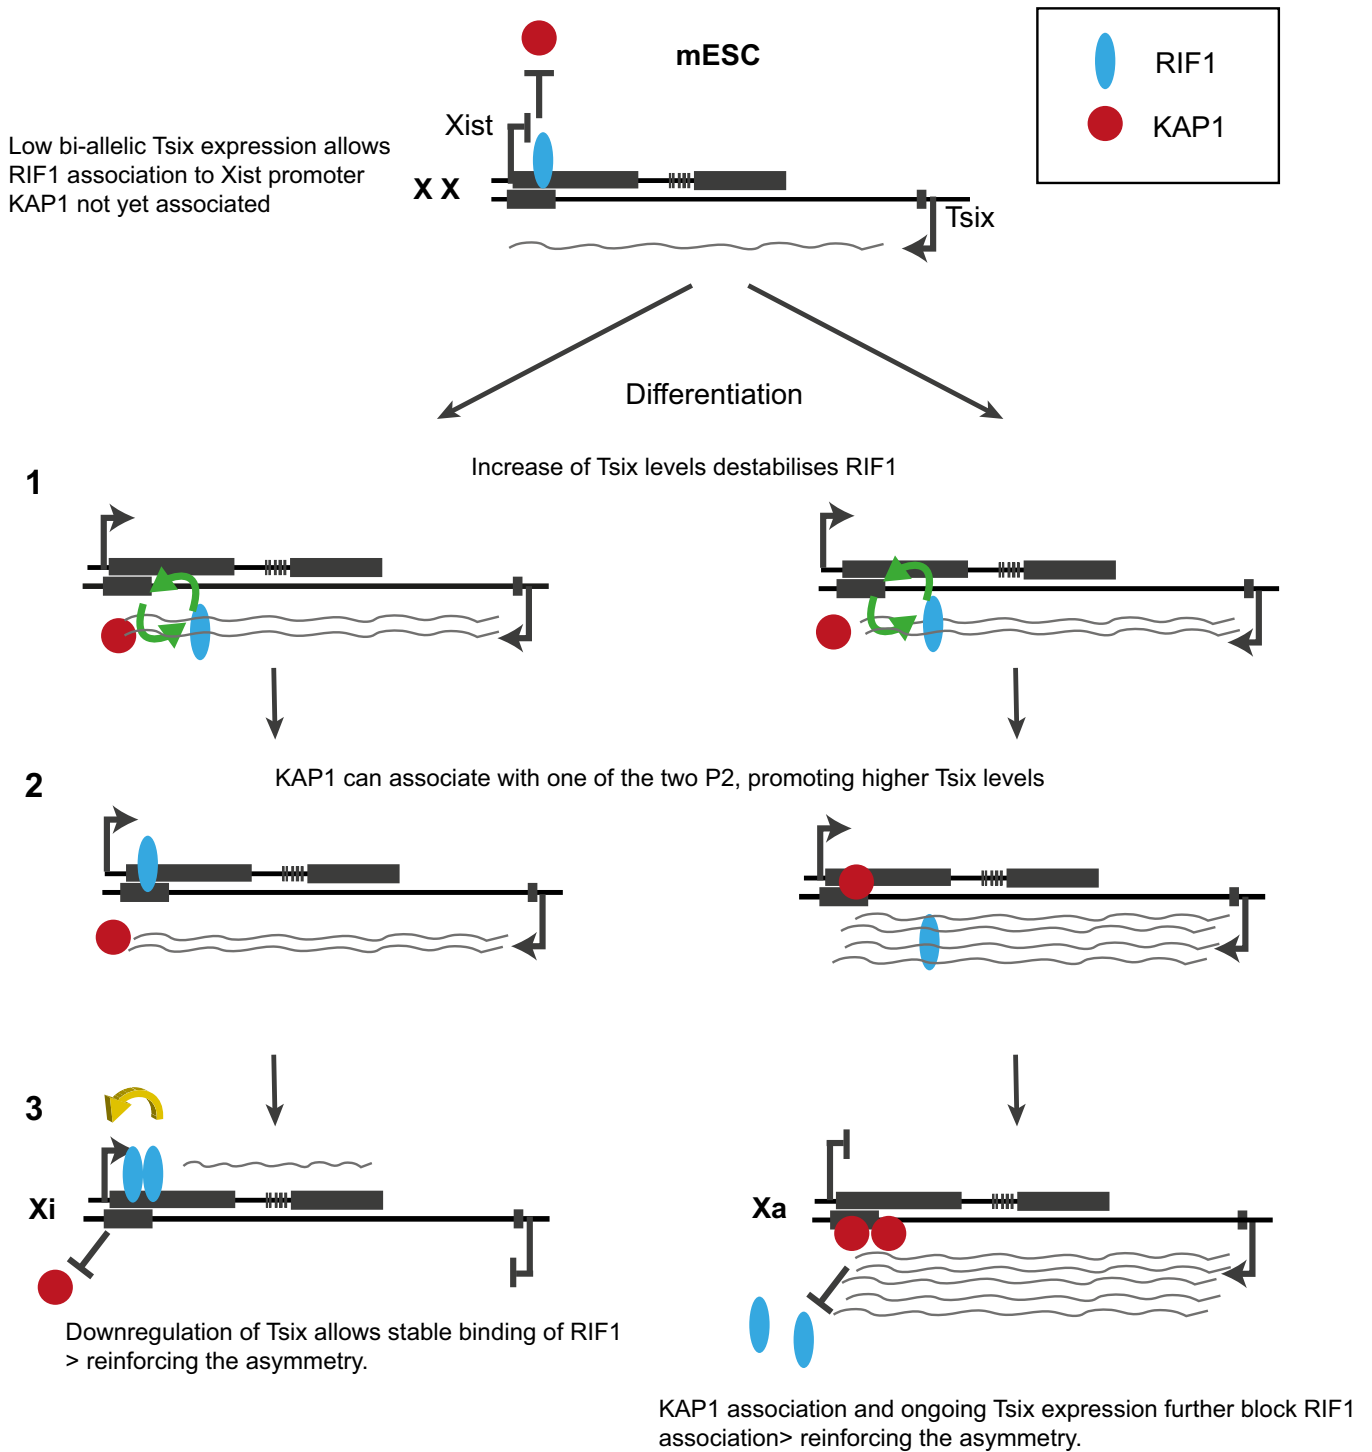 mESC
RIF1
KAP1
Xist
Low bi-allelic Tsix expression allows
RIF1 association to Xist promoter
KAP1 not yet associated
X X
Tsix
Differentiation
Increase of Tsix levels destabilises RIF1
1
2
KAP1 can associate with one of the two P2, promoting higher Tsix levels
3
Xi
Xa
Downregulation of Tsix allows stable binding of RIF1
> reinforcing the asymmetry.
KAP1 association and ongoing Tsix expression further block RIF1
association> reinforcing the asymmetry.